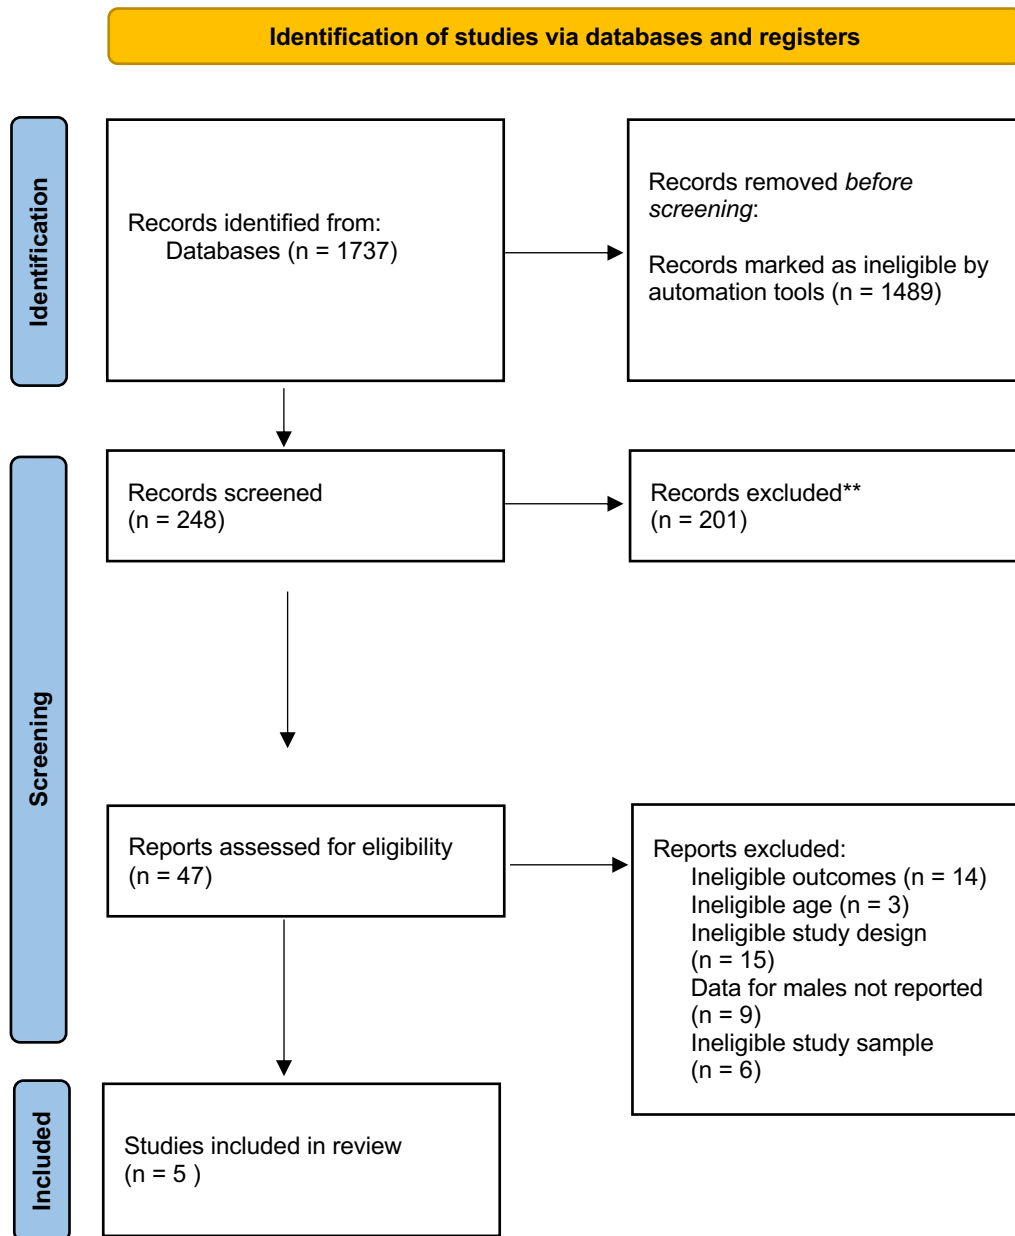 Identification of studies via databases and registers
Identification
Records identified from:
Databases (n = 1737)
Records removed before
screening:
Records marked as ineligible by
automation tools (n = 1489)
Screening
Records screened
(n = 248)
Records excluded**
(n = 201)
Reports assessed for eligibility
(n = 47)
Reports excluded:
Ineligible outcomes (n = 14)
Ineligible age (n = 3)
Ineligible study design
(n = 15)
Data for males not reported
(n = 9)
Ineligible study sample
(n = 6)
Included
Studies included in review
(n = 5 )